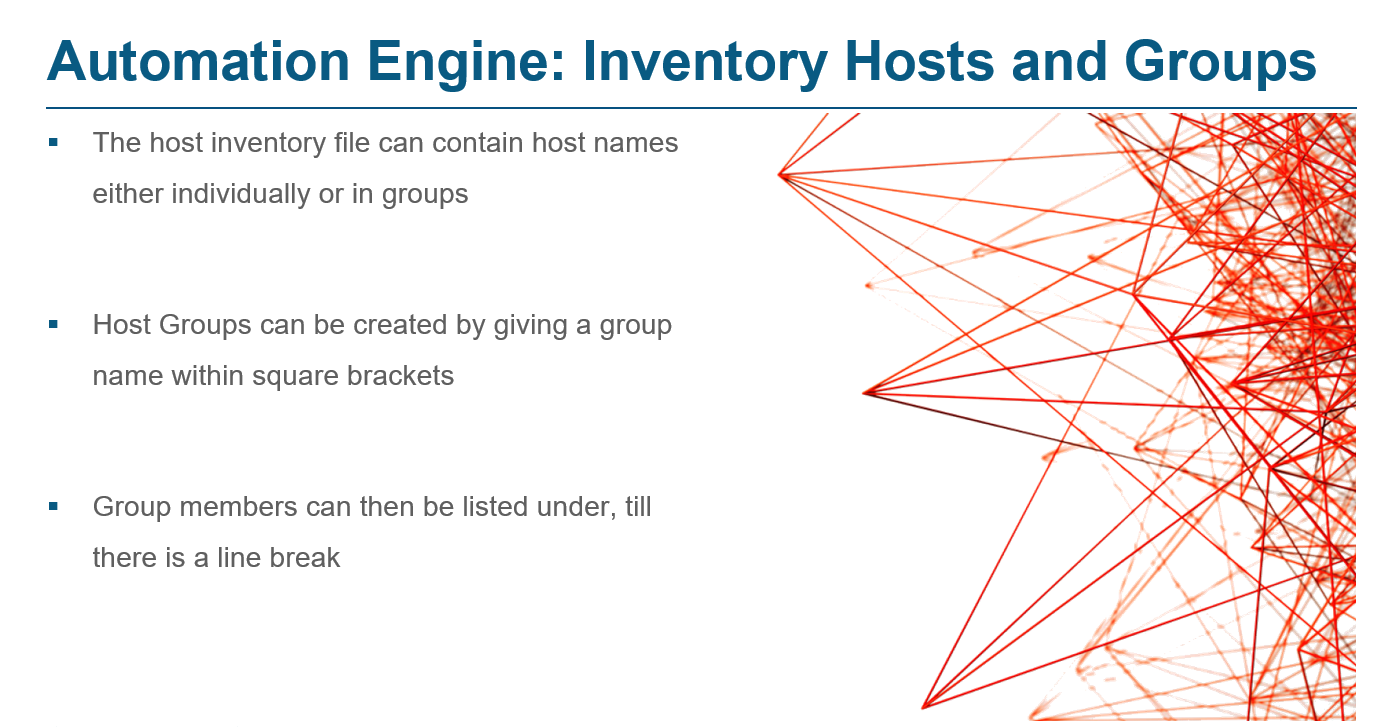 Automation Engine: Inventory Hosts and Groups
▪ The host inventory file can contain host names
either individually or in groups
▪ Host Groups can be created by giving a group
name within square brackets
▪ Group members can then be listed under, till
there is a line break